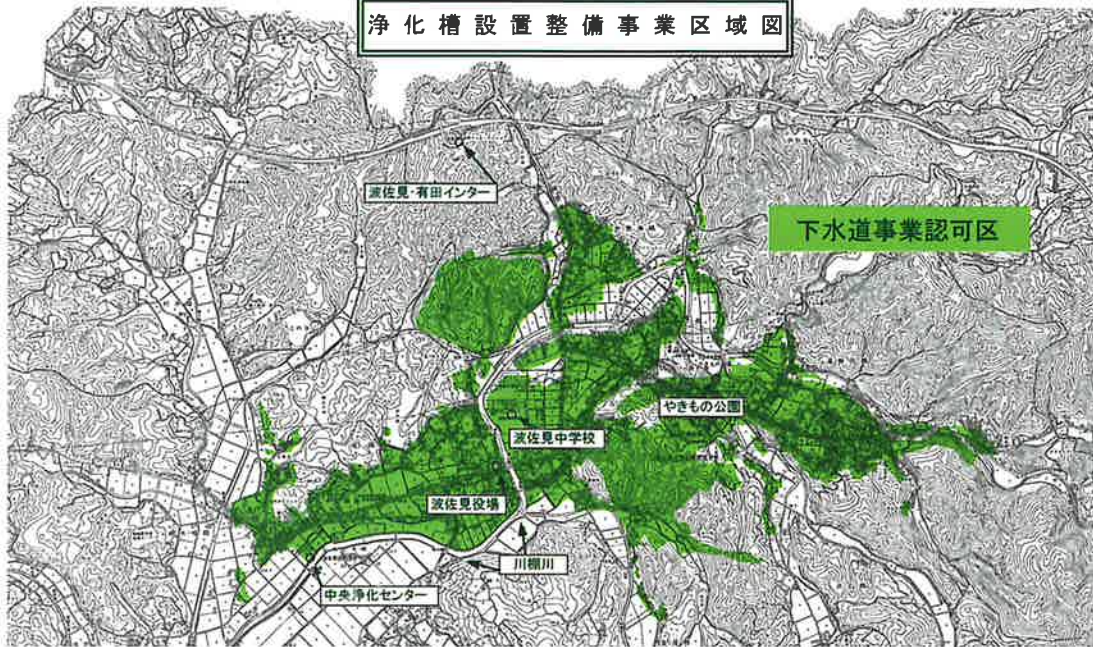 浄化槽設置整備事業区域図
波佐見・有田インター
下水道事業認可区
やきもの公園
波佐見中学校
波佐見役場
川棚川
中央浄化センター